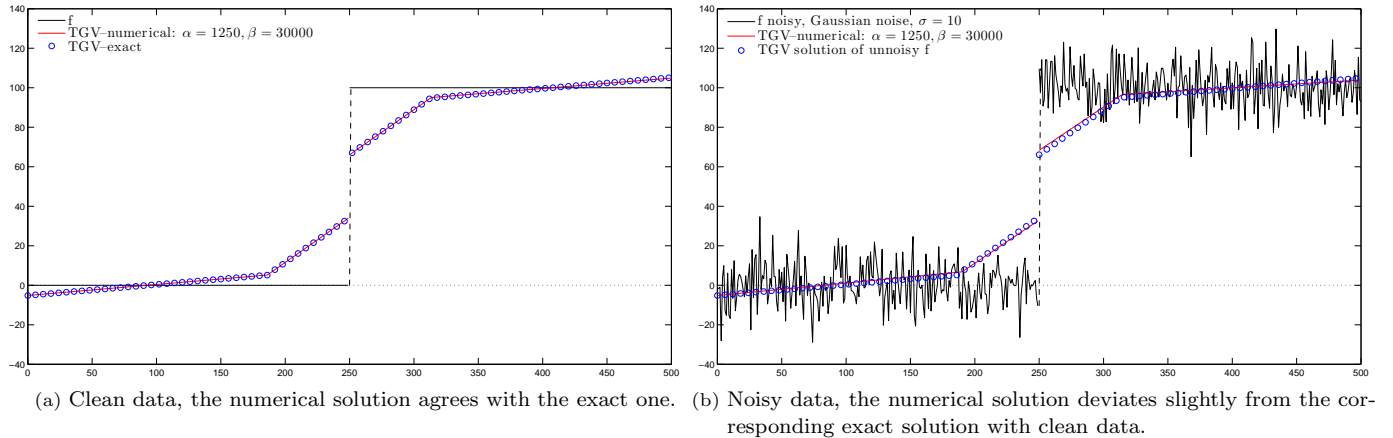 140
120
100
80
60
40
20
0
−20
−40
0 50 100 150 200 250 300 350 400 450 500
f
TGV–numerical: α = 1250, β = 30000
TGV–exact
(a) Clean data, the numerical solution agrees with the exact one.
140
120
100
80
60
40
20
0
−20
−40
0 50 100 150 200 250 300 350 400 450 500
f noisy, Gaussian noise, σ = 10
TGV–numerical: α = 1250, β = 30000
TGV solution of unnoisy f
(b) Noisy data, the numerical solution deviates slightly from the cor-
responding exact solution with clean data.